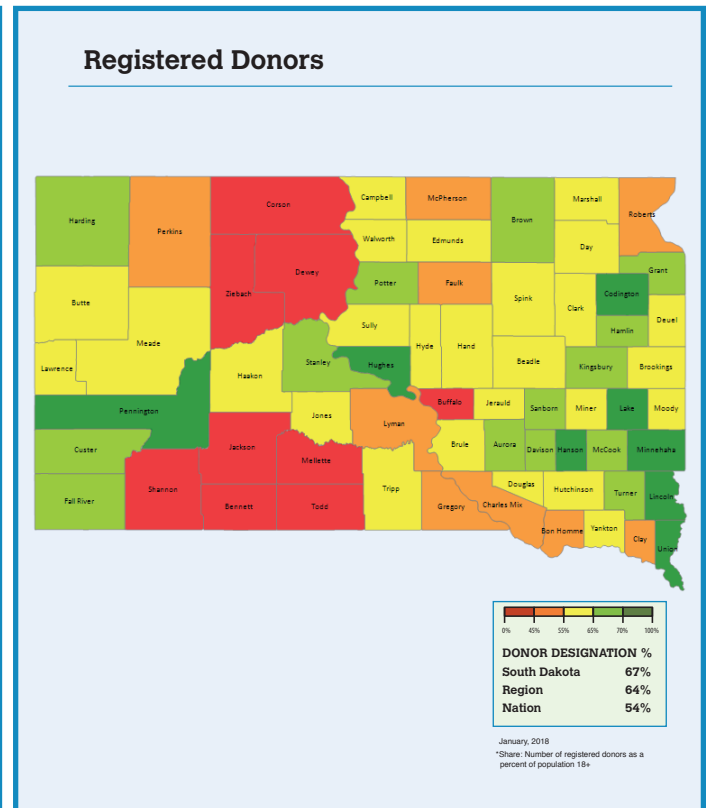 Registered Donors
Campbell
McPherson
Marshall
Corson
Roberts
Harding
Brown
Perkins
Walworth
Edmunds
Day
Dewey
Grant
Potter
Faulk
Ziebach
Codington
Spink
Butte
Clark
Deuel
Sully
Hamlin
Meade
Hyde
Hand
Stanley
Hughes
Beadle
Kingsbury
Brookings
Lawrence
Haakon
Buffalo
Jerauld
Pennington
Sanborn
Miner
Lake
Moody
Jones
Lyman
Custer
Jackson
Brule
Aurora
Davison
Hanson
McCook
Minnehaha
Mellette
Shannon
Douglas
Tripp
Hutchinson
Turner
Lincoln
Fall River
Bennett
Todd
Gregory
Charles Mix
Bon Homme
Yankton
Clay
Union
0% 45% 55% 65% 70% 100%
DONOR DESIGNATION %
South Dakota 67%
Region 64%
Nation 54%
January, 2018
*Share: Number of registered donors as a
percent of population 18+